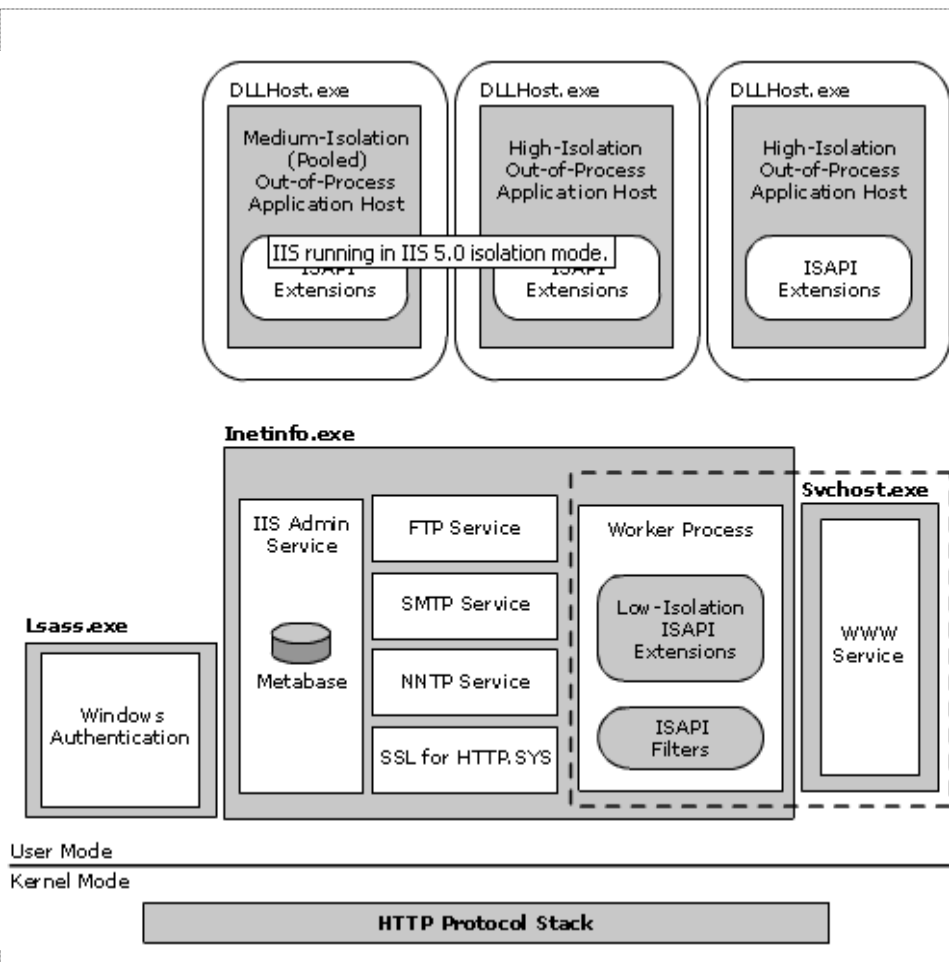 DLLHost.exe
Medium-Isolation
(Pooled)
Out-of-Process
Application Host
ISAPI
Extensions
DLLHost.exe
High-Isolation
Out-of-Process
Application Host
ISAPI
Extensions
DLLHost.exe
High-Isolation
Out-of-Process
Application Host
ISAPI
Extensions
IIS running in IIS 5.0 isolation mode.
Inetinfo.exe
IIS Admin
Service
Metabase
FTP Service
SMTP Service
NNTP Service
SSL for HTTP.SYS
Worker Process
Low-Isolation
ISAPI
Extensions
ISAPI
Filters
Svchost.exe
WWW
Service
Lsass.exe
Windows
Authentication
User Mode
Kernel Mode
HTTP Protocol Stack